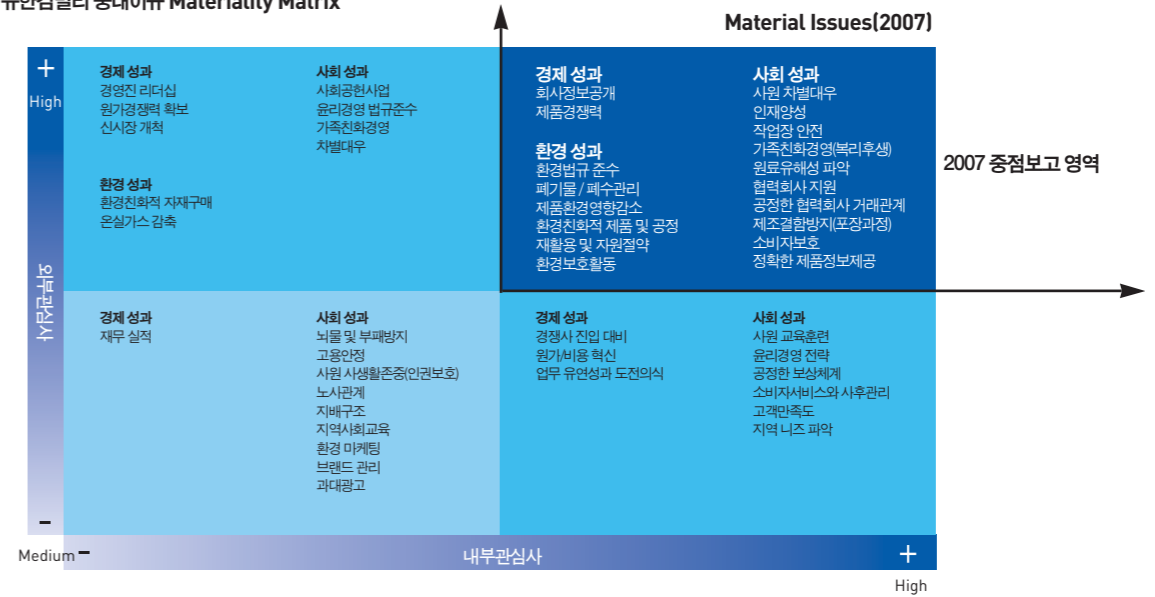 유한킴벌리 중대이슈 Materiality Matrix
Material Issues(2007)
+
High
경제 성과
경영진 리더십
원가경쟁력 확보
신시장 개척
환경 성과
환경친화적 자재구매
온실가스 감축
사회 성과
사회공헌사업
윤리경영 법규준수
가족친화경영
차별대우
경제 성과
회사정보공개
제품경쟁력
환경 성과
환경법규 준수
폐기물 / 폐수관리
제품환경영향감소
환경친화적 제품 및 공정
재활용 및 자원절약
환경보호활동
사회 성과
사원 차별대우
인재양성
작업장 안전
가족친화경영(복리후생)
원료유해성 파악
협력회사 지원
공정한 협력회사 거래관계
제조결함방지(포장과정)
소비자보호
정확한 제품정보제공
2007 중점보고 영역
외부관심사
경제 성과
재무 실적
사회 성과
뇌물 및 부패방지
고용안정
사원 사생활존중(인권보호)
노사관계
지배구조
지역사회교육
환경 마케팅
브랜드 관리
과대광고
경제 성과
경쟁사 진입 대비
원가/비용 혁신
업무 유연성과 도전의식
사회 성과
사원 교육훈련
윤리경영 전략
공정한 보상체계
소비자서비스와 사후관리
고객만족도
지역 니즈 파악
-
Medium -
내부관심사
+
High